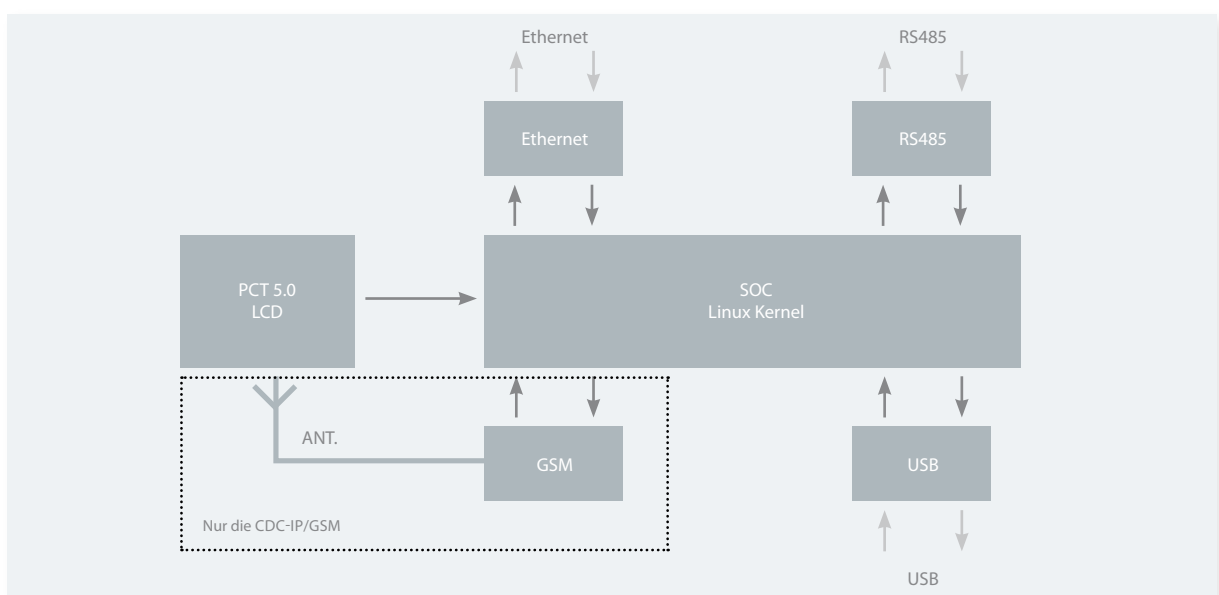 Ethernet
RS485
Ethernet
RS485
PCT 5.0
LCD
SOC
Linux Kernel
ANT.
GSM
USB
Nur die CDC-IP/GSM
USB